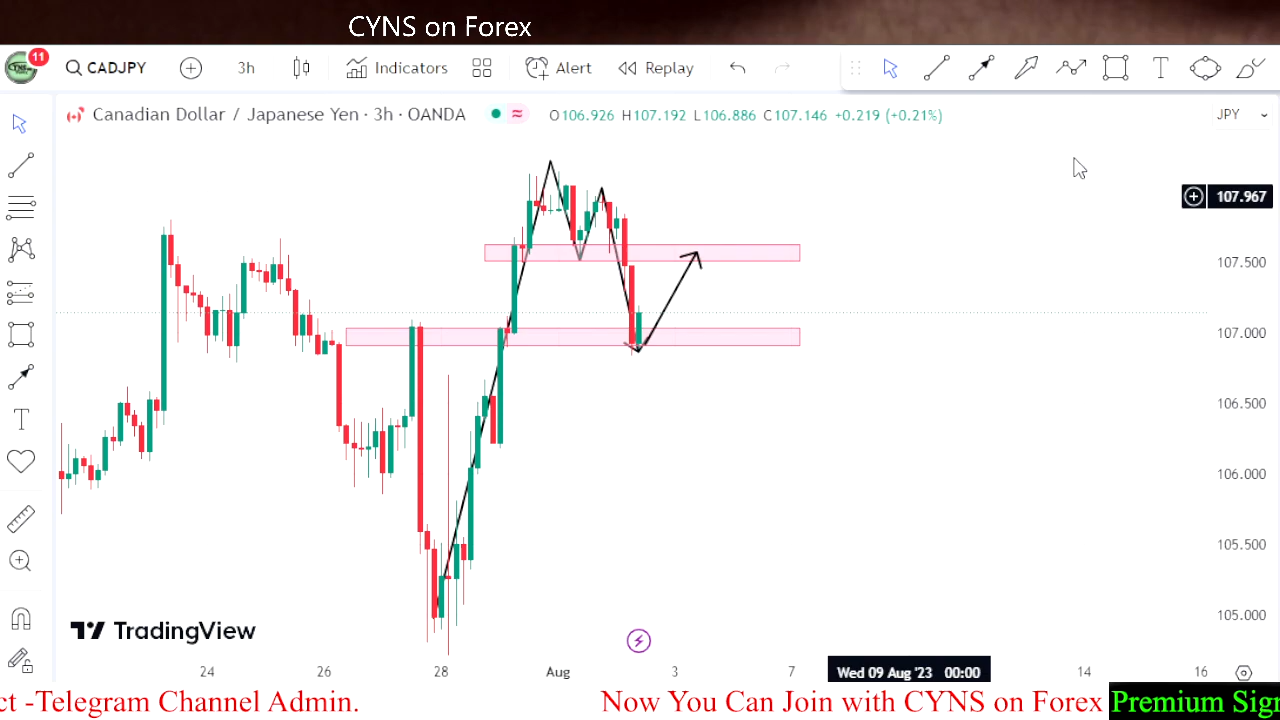 CYNS on Forex
11 CADJPY 3h Indicators Alert Replay T
Canadian Dollar / Japanese Yen · 3h · OANDA O106.926 H107.192 L106.886 C107.146 +0.219 (+0.21%) JPY
107.967
107.500
107.000
106.500
106.000
105.500
105.000
TradingView
24 26 28 Aug 3 7 Wed 09 Aug '23 00:00 14 16
ct -Telegram Channel Admin. Now You Can Join with CYNS on Forex Premium Sign